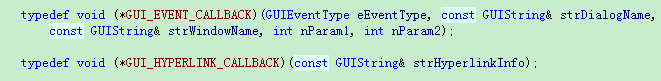 typedef void (*GUI_EVENT_CALLBACK)(GUIEventType eEventType, const GUIString& strDialogName,
const GUIString& strWindowName, int nParam1, int nParam2);
typedef void (*GUI_HYPERLINK_CALLBACK)(const GUIString& strHyperlinkInfo);